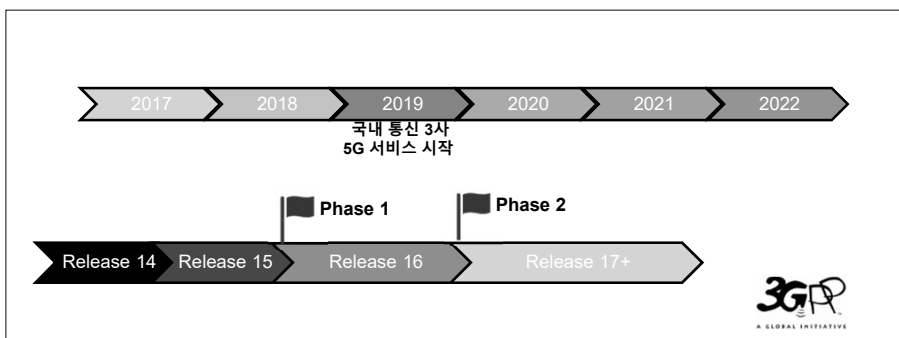 2017 2018 2019 2020 2021 2022
국내 통신 3사
5G 서비스 시작
Phase 1 Phase 2
Release 14 Release 15 Release 16 Release 17+
3GPP™
A GLOBAL INITIATIVE